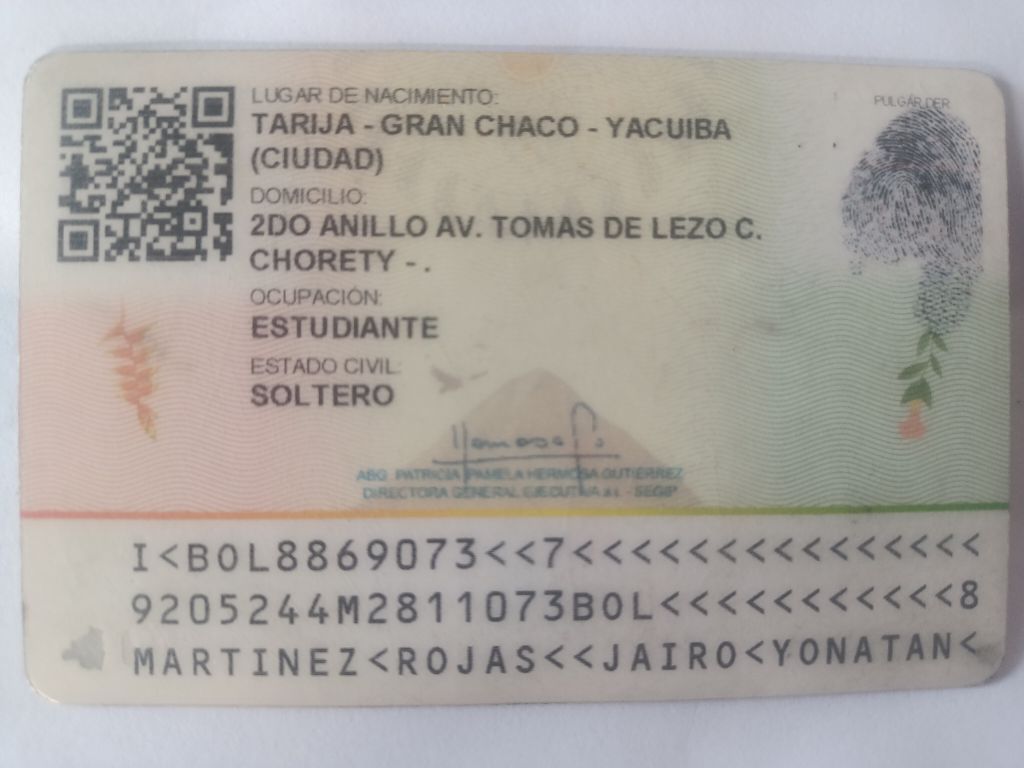 LUGAR DE NACIMIENTO:
TARIJA - GRAN CHACO - YACUIBA
(CIUDAD)
DOMICILIO:
2DO ANILLO AV. TOMAS DE LEZO C.
CHORETY - .
OCUPACIÓN:
ESTUDIANTE
ESTADO CIVIL:
SOLTERO
PULGAR DER
ABG. PATRICIA PAMELA HERMOSA GUTIERREZ
DIRECTORA GENERAL EJECUTIVA a.i. - SEGIP
I<BOL8869073<<7<<<<<<<<<<<<<<<
9205244M2811073BOL<<<<<<<<<<<8
MARTINEZ<ROJAS<<JAIRO<YONATAN<